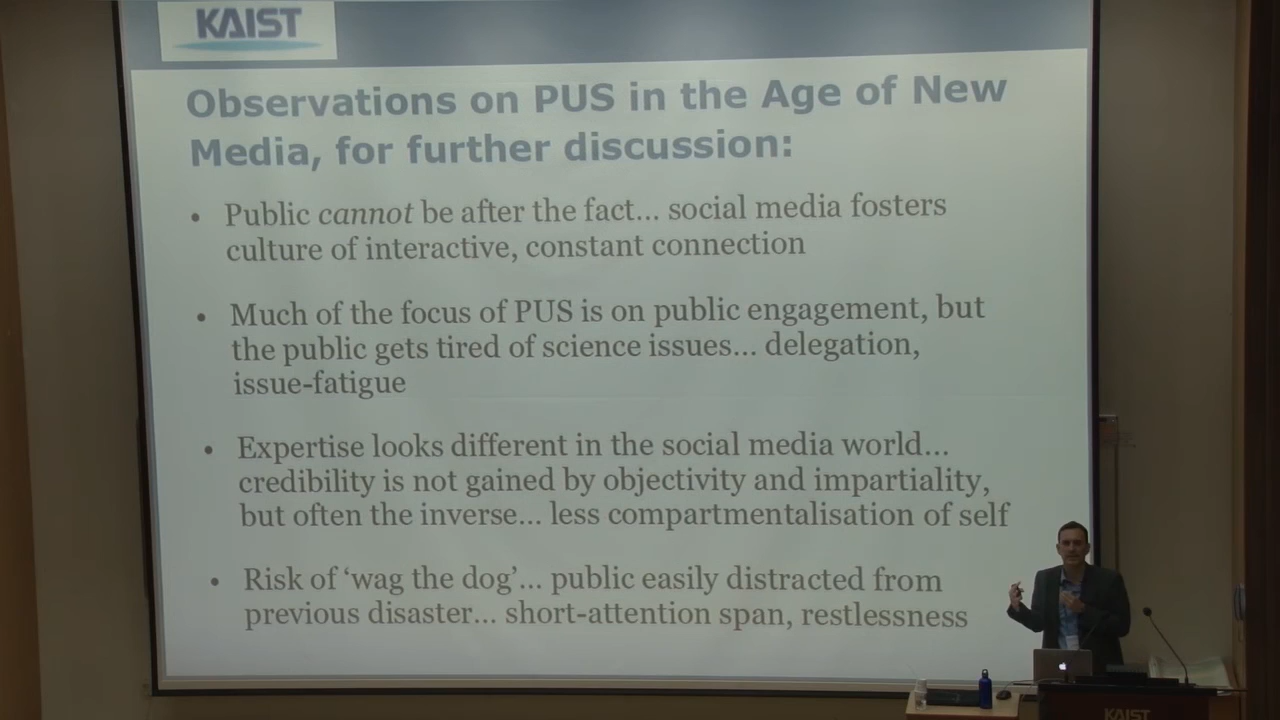 KAIST
Observations on PUS in the Age of New
Media, for further discussion:
• Public cannot be after the fact... social media fosters
culture of interactive, constant connection
• Much of the focus of PUS is on public engagement, but
the public gets tired of science issues... delegation,
issue-fatigue
• Expertise looks different in the social media world...
credibility is not gained by objectivity and impartiality,
but often the inverse... less compartmentalisation of self
• Risk of ‘wag the dog’... public easily distracted from
previous disaster... short-attention span, restlessness
KAIST